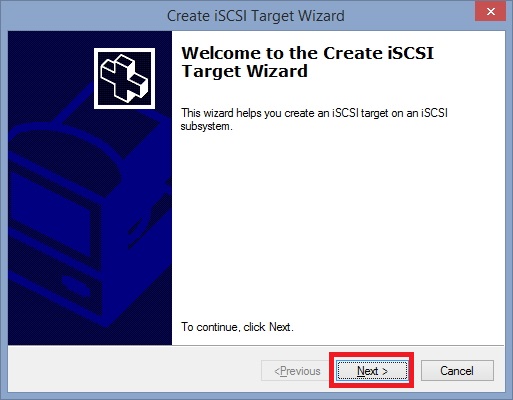 Create iSCSI Target Wizard
Welcome to the Create iSCSI
Target Wizard
This wizard helps you create an iSCSI target on an iSCSI
subsystem.
To continue, click Next.
<Previous
Next >
Cancel